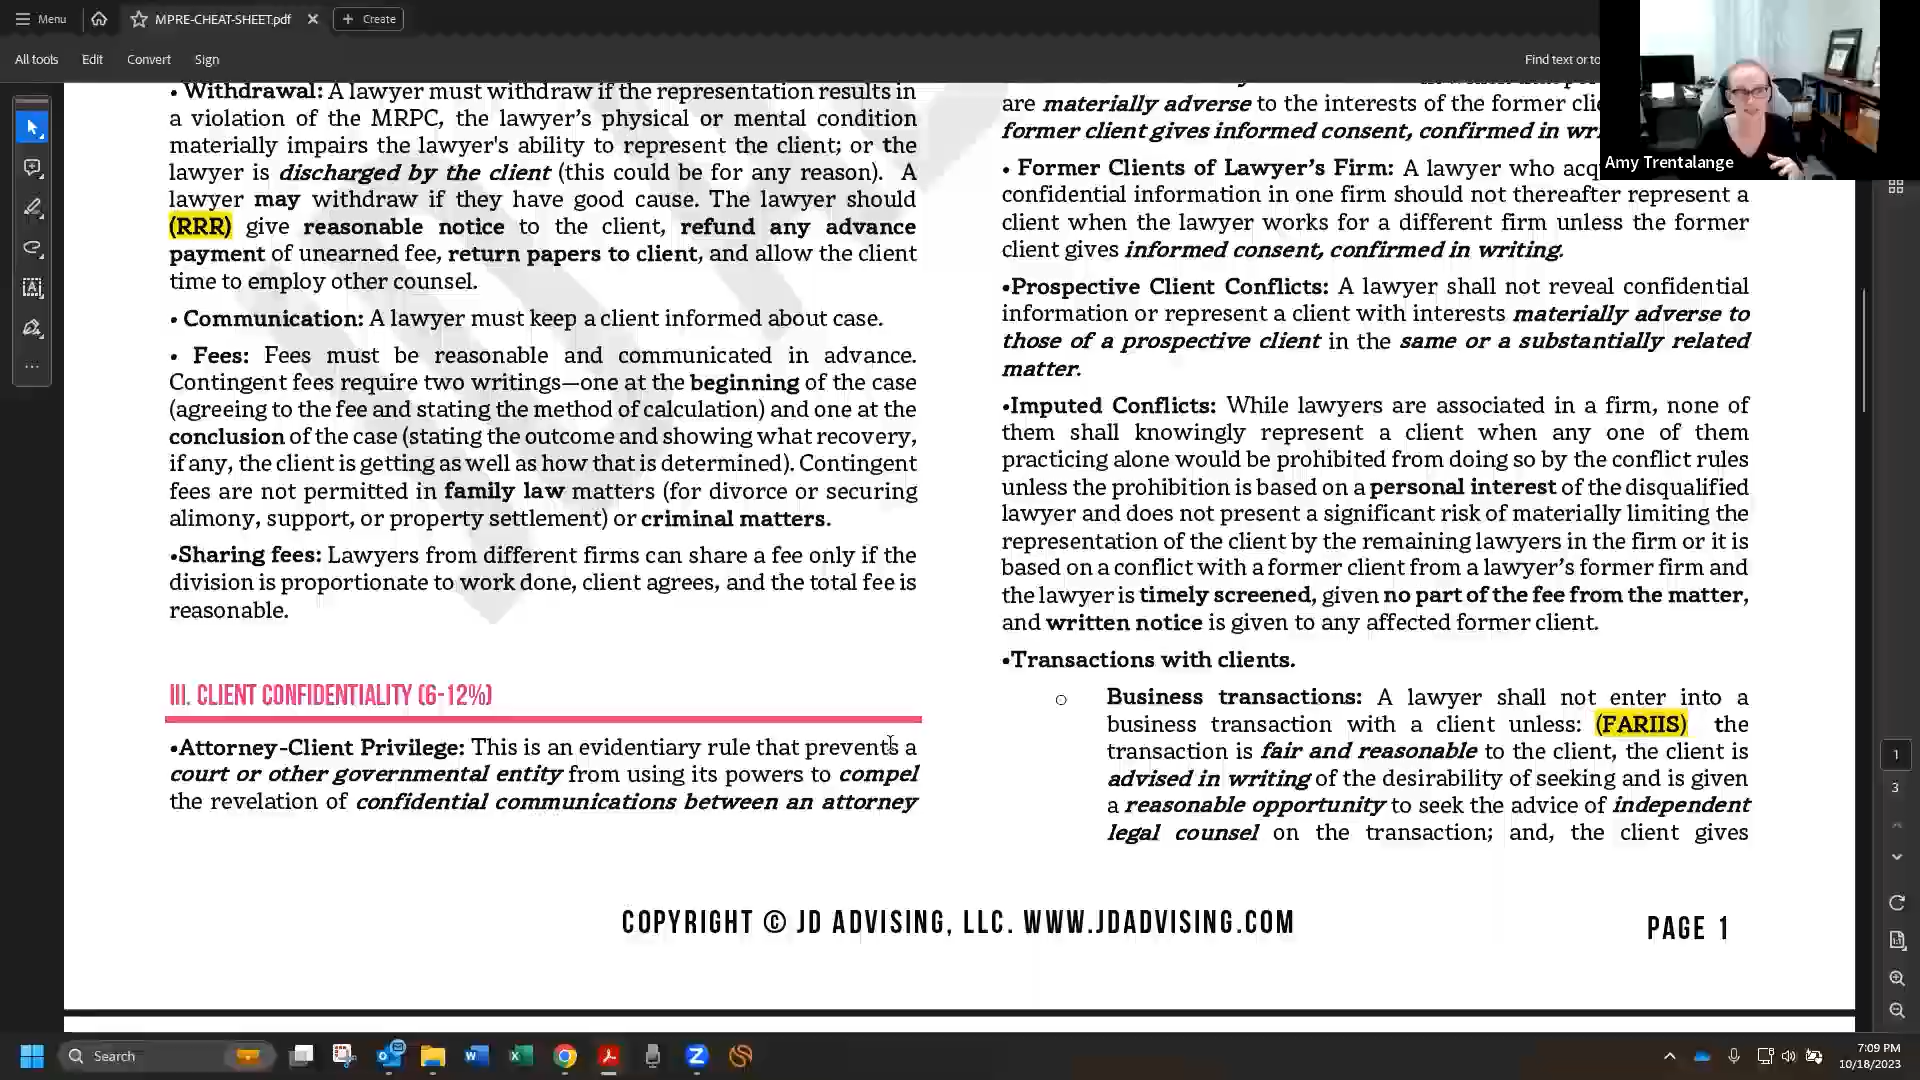 Menu
MPRE-CHEAT-SHEET.pdf
Create
All tools
Edit
Convert
Sign
Find text or to
Amy Trentalange
• Withdrawal: A lawyer must withdraw if the representation results in
a violation of the MRPC, the lawyer’s physical or mental condition
materially impairs the lawyer's ability to represent the client; or the
lawyer is discharged by the client (this could be for any reason). A
lawyer may withdraw if they have good cause. The lawyer should
(RRR) give reasonable notice to the client, refund any advance
payment of unearned fee, return papers to client, and allow the client
time to employ other counsel.
• Communication: A lawyer must keep a client informed about case.
• Fees: Fees must be reasonable and communicated in advance.
Contingent fees require two writings—one at the beginning of the case
(agreeing to the fee and stating the method of calculation) and one at the
conclusion of the case (stating the outcome and showing what recovery,
if any, the client is getting as well as how that is determined). Contingent
fees are not permitted in family law matters (for divorce or securing
alimony, support, or property settlement) or criminal matters.
•Sharing fees: Lawyers from different firms can share a fee only if the
division is proportionate to work done, client agrees, and the total fee is
reasonable.
III. CLIENT CONFIDENTIALITY (6-12%)
•Attorney-Client Privilege: This is an evidentiary rule that prevents a
court or other governmental entity from using its powers to compel
the revelation of confidential communications between an attorney
are materially adverse to the interests of the former
former client gives informed consent, confirmed in
• Former Clients of Lawyer’s Firm: A lawyer who
confidential information in one firm should not thereafter represent a
client when the lawyer works for a different firm unless the former
client gives informed consent, confirmed in writing.
•Prospective Client Conflicts: A lawyer shall not reveal confidential
information or represent a client with interests materially adverse to
those of a prospective client in the same or a substantially related
matter.
•Imputed Conflicts: While lawyers are associated in a firm, none of
them shall knowingly represent a client when any one of them
practicing alone would be prohibited from doing so by the conflict rules
unless the prohibition is based on a personal interest of the disqualified
lawyer and does not present a significant risk of materially limiting the
representation of the client by the remaining lawyers in the firm or it is
based on a conflict with a former client from a lawyer’s former firm and
the lawyer is timely screened, given no part of the fee from the matter,
and written notice is given to any affected former client.
•Transactions with clients.
Business transactions: A lawyer shall not enter into a
business transaction with a client unless: (FARIIS) the
transaction is fair and reasonable to the client, the client is
advised in writing of the desirability of seeking and is given
a reasonable opportunity to seek the advice of independent
legal counsel on the transaction; and, the client gives
COPYRIGHT © JD ADVISING, LLC. WWW.JDADVISING.COM
PAGE 1
1
3
Search
7:09 PM
10/18/2023